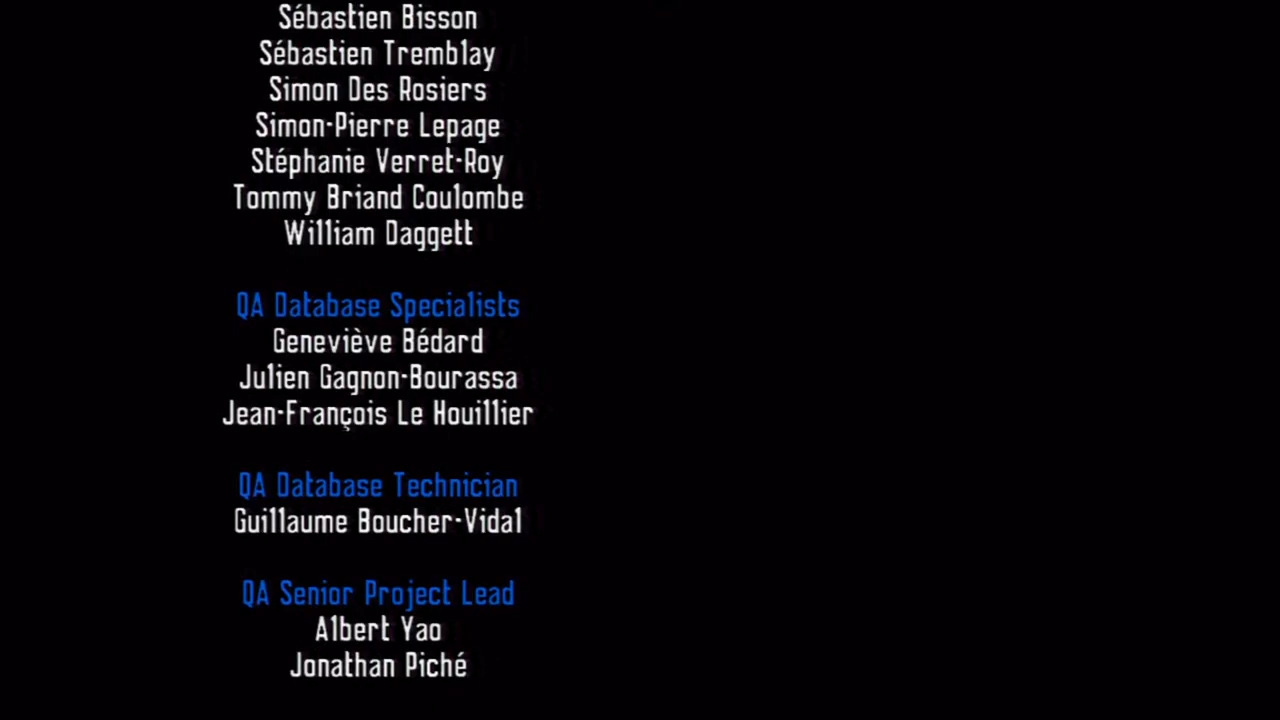 Sébastien Bisson
Sébastien Tremblay
Simon Des Rosiers
Simon-Pierre Lepage
Stéphanie Verret-Roy
Tommy Briand Coulombe
William Daggett
QA Database Specialists
Geneviève Bédard
Julien Gagnon-Bourassa
Jean-François Le Houillier
QA Database Technician
Guillaume Boucher-Vidal
QA Senior Project Lead
Albert Yao
Jonathan Piché